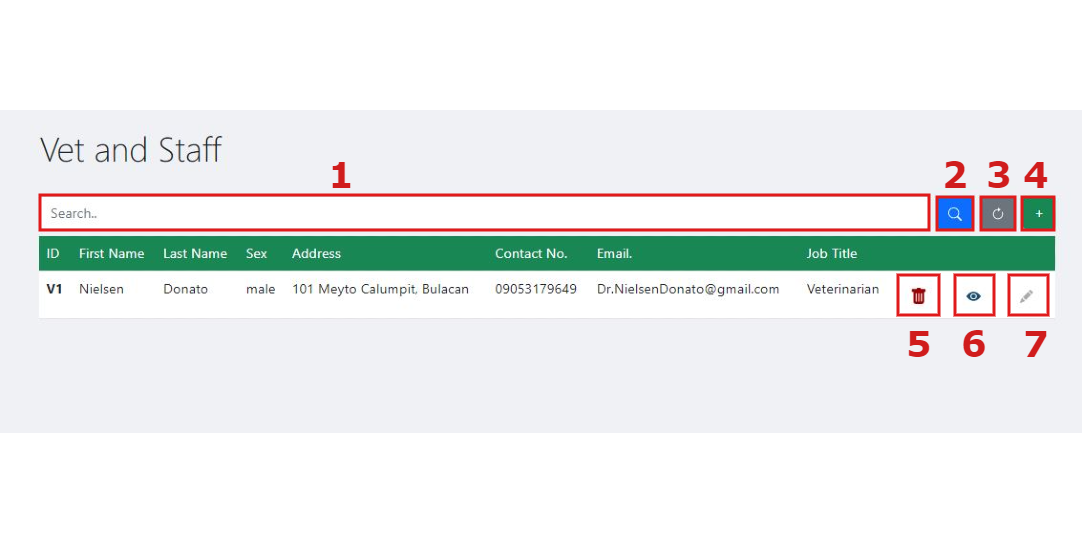 Vet and Staff
1 2 3 4
Search.. +
ID First Name Last Name Sex Address Contact No. Email. Job Title
V1 Nielsen Donato male 101 Meyto Calumpit, Bulacan 09053179649 Dr.NielsenDonato@gmail.com Veterinarian
5 6 7